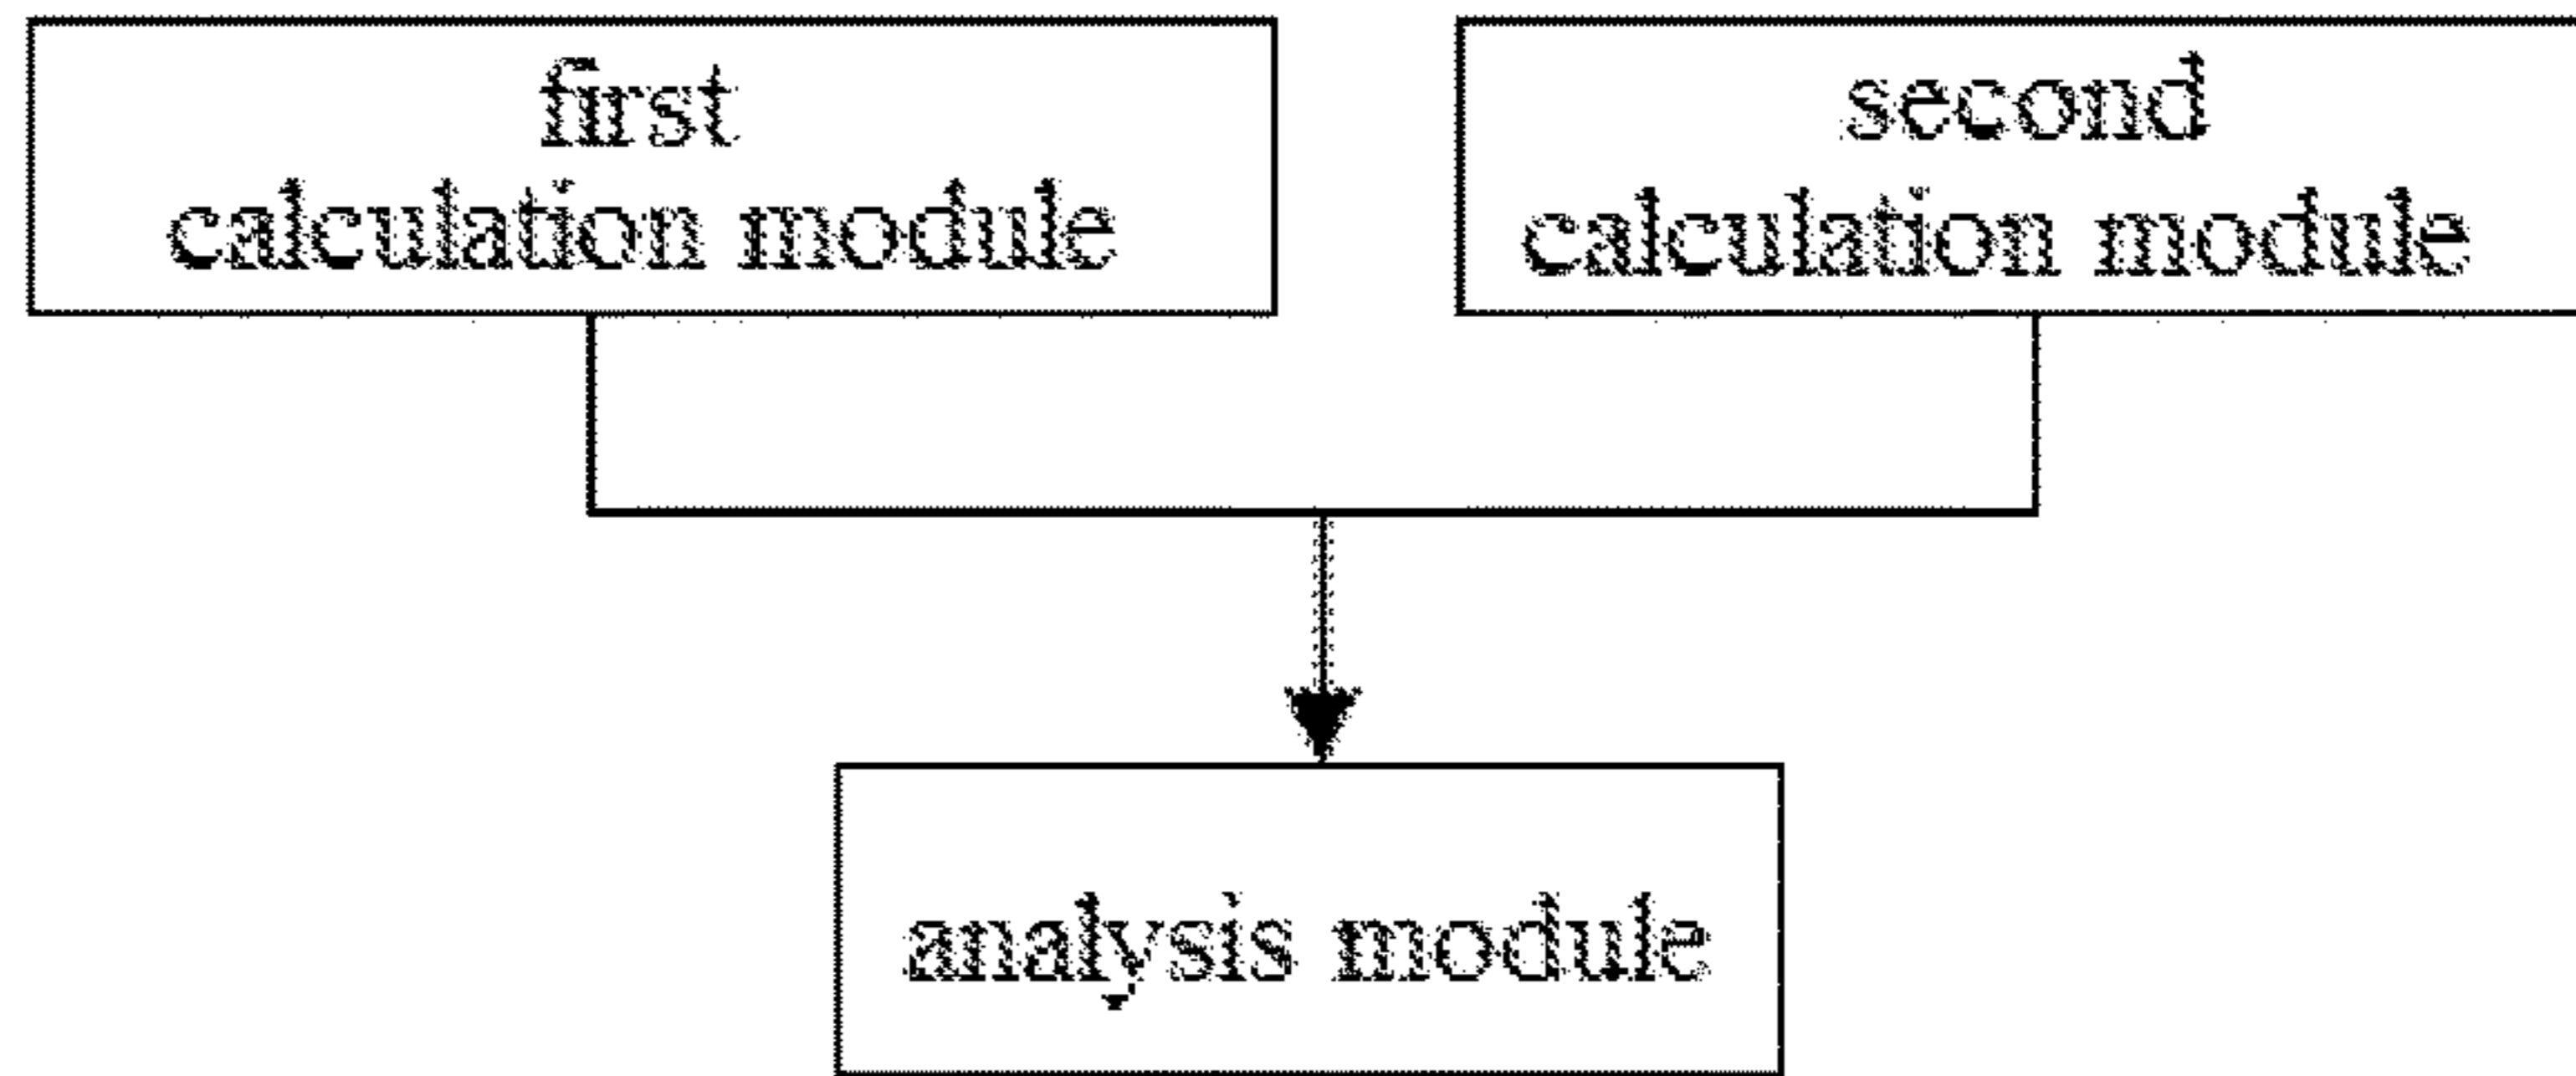 first
calculation module
second
calculation module
analysis module